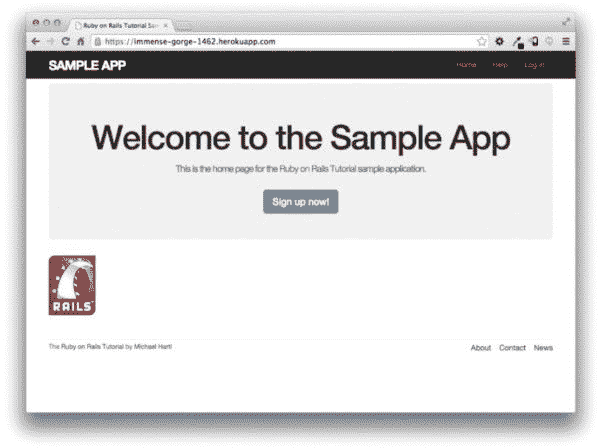 Ruby on Rails Tutorial Sam
https://immense-gorge-1462.herokuapp.com
SAMPLE APP
Home Help Log in
Welcome to the Sample App
This is the home page for the Ruby on Rails Tutorial sample application.
Sign up now!
RAILS
The Ruby on Rails Tutorial by Michael Hartl
About Contact News